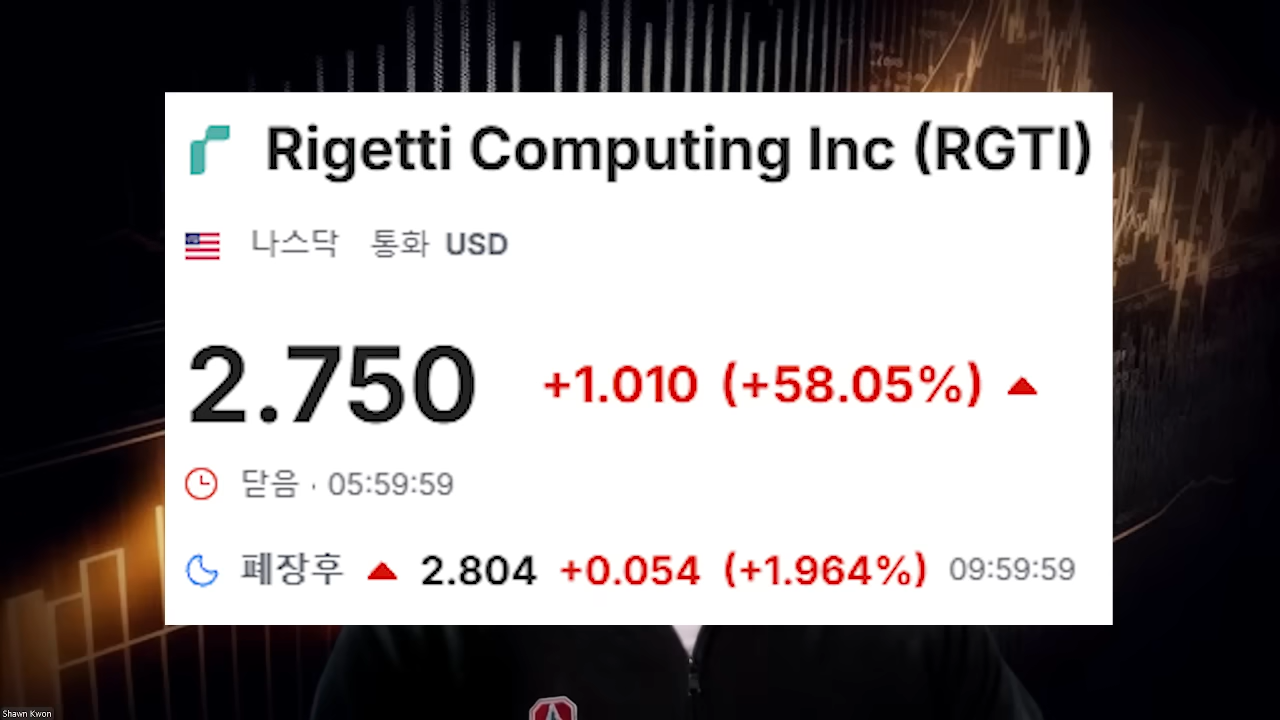 Rigetti Computing Inc (RGTI)
나스닥 통화 USD
2.750 +1.010 (+58.05%) ▲
닫음 · 05:59:59
폐장후 ▲ 2.804 +0.054 (+1.964%) 09:59:59
Shawn Kwon